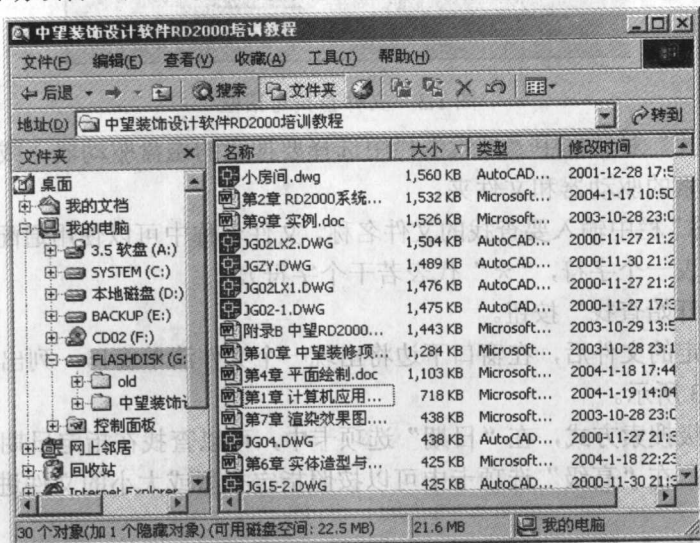 中望装饰设计软件RD2000培训教程
文件(F) 编辑(E) 查看(V) 收藏(A) 工具(T) 帮助(H)
后退 搜索 文件夹
地址(D) 中望装饰设计软件RD2000培训教程 转到
文件夹 × 名称 大小 类型 修改时间
桌面
我的文档
我的电脑
3.5 软盘 (A:)
SYSTEM (C:)
本地磁盘 (D:)
BACKUP (E:)
CD02 (F:)
FLASHDISK (G:
old
中望装饰设
控制面板
网上邻居
回收站
Internet Explorer
小房间.dwg 1,560 KB AutoCAD... 2001-12-28 17:5
第2章 RD2000系统... 1,532 KB Microsoft... 2004-1-17 10:50
第9章 实例.doc 1,526 KB Microsoft... 2003-10-28 23:0
JG02LX2.DWG 1,504 KB AutoCAD... 2000-11-27 21:2
JGZY.DWG 1,489 KB AutoCAD... 2000-11-30 21:2
JG02LX1.DWG 1,476 KB AutoCAD... 2000-11-27 21:2
JG02-1.DWG 1,475 KB AutoCAD... 2000-11-27 17:3
附录B 中望RD2000... 1,443 KB Microsoft... 2003-10-29 13:5
第10章 中望装修项... 1,284 KB Microsoft... 2003-10-28 23:1
第4章 平面绘制.doc 1,103 KB Microsoft... 2004-1-18 17:44
第1章 计算机应用... 718 KB Microsoft... 2004-1-19 14:04
第7章 渲染效果图... 438 KB Microsoft... 2003-10-28 23:0
JG04.DWG 438 KB AutoCAD... 2000-11-27 21:3
第6章 实体造型与... 425 KB Microsoft... 2004-1-18 22:23
JG15-2.DWG 425 KB AutoCAD... 2000-11-30 21:3
30 个对象(加 1 个隐藏对象) (可用磁盘空间: 22.5 MB) 21.6 MB 我的电脑